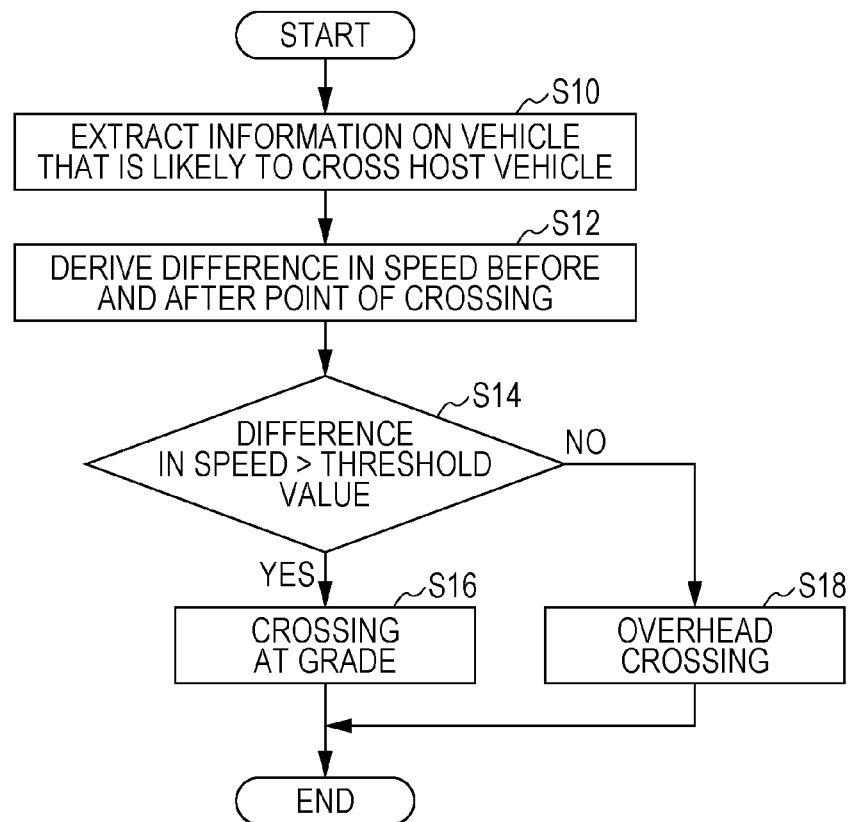 START
S10
EXTRACT INFORMATION ON VEHICLE
THAT IS LIKELY TO CROSS HOST VEHICLE
S12
DERIVE DIFFERENCE IN SPEED BEFORE
AND AFTER POINT OF CROSSING
S14
DIFFERENCE
IN SPEED > THRESHOLD
VALUE
NO
YES
S16
CROSSING
AT GRADE
S18
OVERHEAD
CROSSING
END